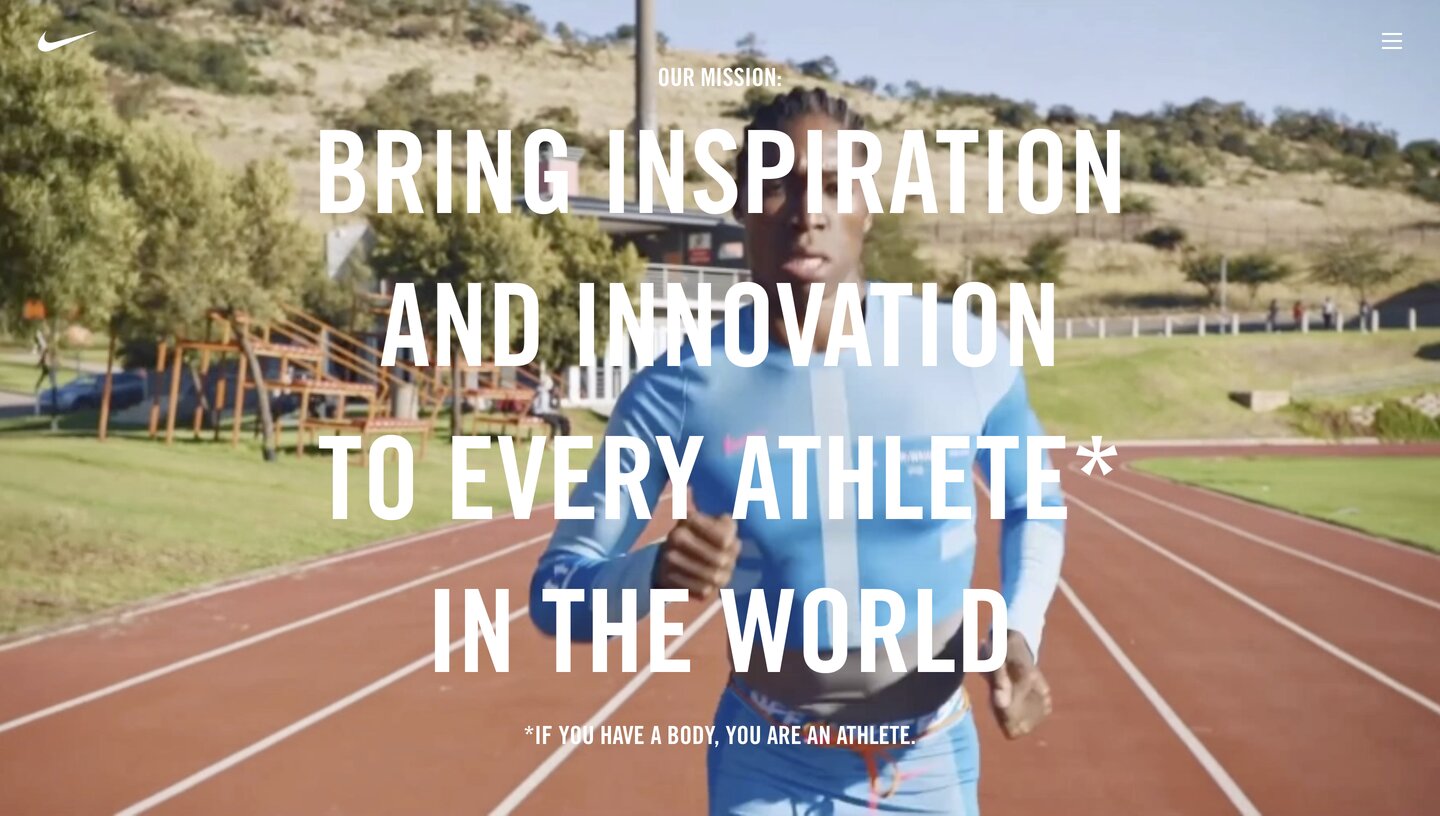 OUR MISSION:
BRING INSPIRATION
AND INNOVATION
TO EVERY ATHLETE*
IN THE WORLD
*IF YOU HAVE A BODY, YOU ARE AN ATHLETE.